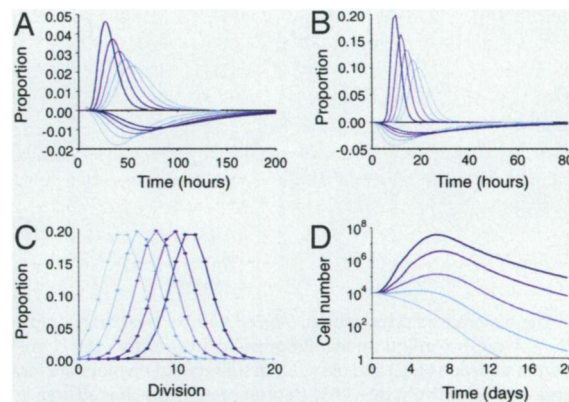 A
Proportion
0.05
0.04
0.03
0.02
0.01
0.00
-0.01
-0.02
0 50 100 150 200
Time (hours)
B
Proportion
0.20
0.15
0.10
0.05
0.00
-0.05
0 20 40 60 80
Time (hours)
C
Proportion
0.20
0.15
0.10
0.05
0.00
0 10 20
Division
D
Cell number
10⁸
10⁶
10⁴
10²
1
0 4 8 12 16 20
Time (days)